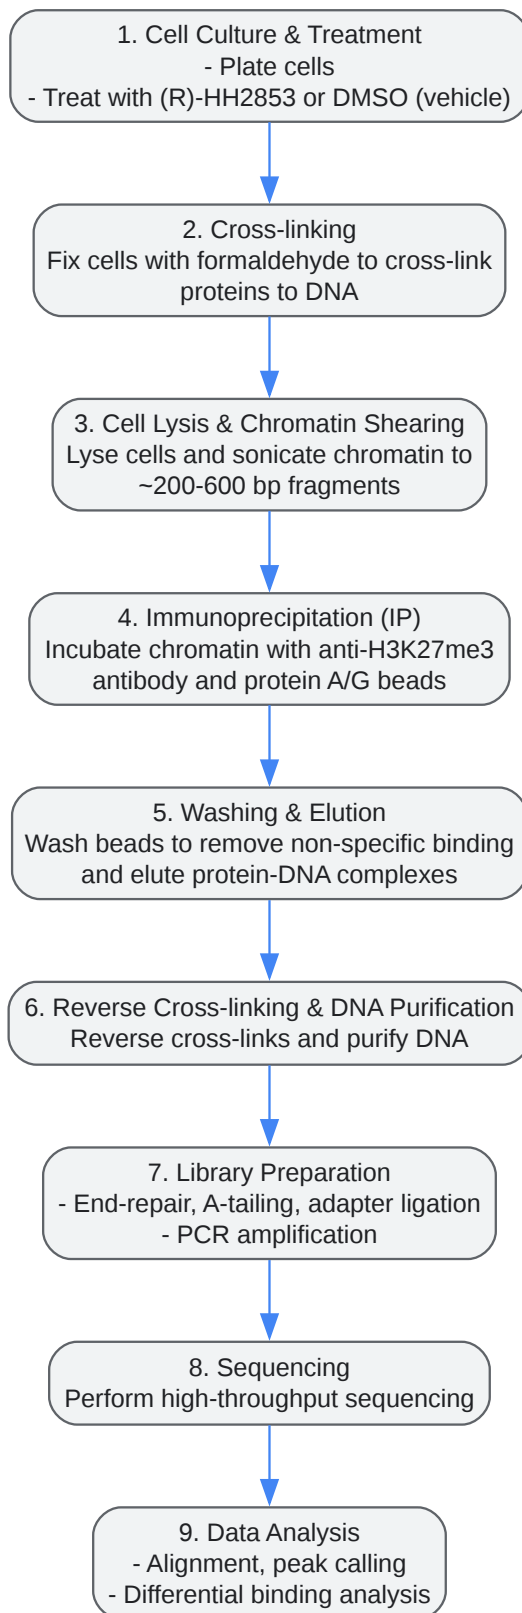 1. Cell Culture & Treatment
- Plate cells
- Treat with (R)-HH2853 or DMSO (vehicle)
2. Cross-linking
Fix cells with formaldehyde to cross-link
proteins to DNA
3. Cell Lysis & Chromatin Shearing
Lyse cells and sonicate chromatin to
~200-600 bp fragments
4. Immunoprecipitation (IP)
Incubate chromatin with anti-H3K27me3
antibody and protein A/G beads
5. Washing & Elution
Wash beads to remove non-specific binding
and elute protein-DNA complexes
6. Reverse Cross-linking & DNA Purification
Reverse cross-links and purify DNA
7. Library Preparation
- End-repair, A-tailing, adapter ligation
- PCR amplification
8. Sequencing
Perform high-throughput sequencing
9. Data Analysis
- Alignment, peak calling
- Differential binding analysis